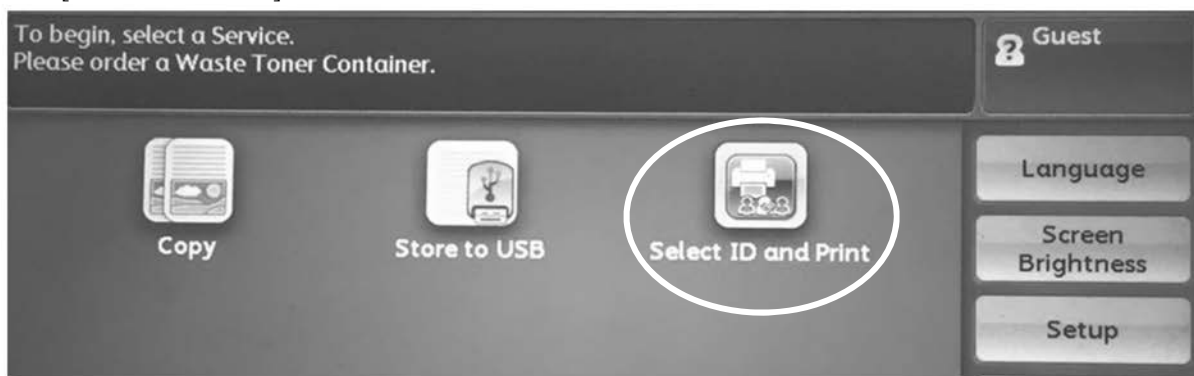 To begin, select a Service.
Please order a Waste Toner Container.
Guest
Copy
Store to USB
Select ID and Print
Language
Screen
Brightness
Setup